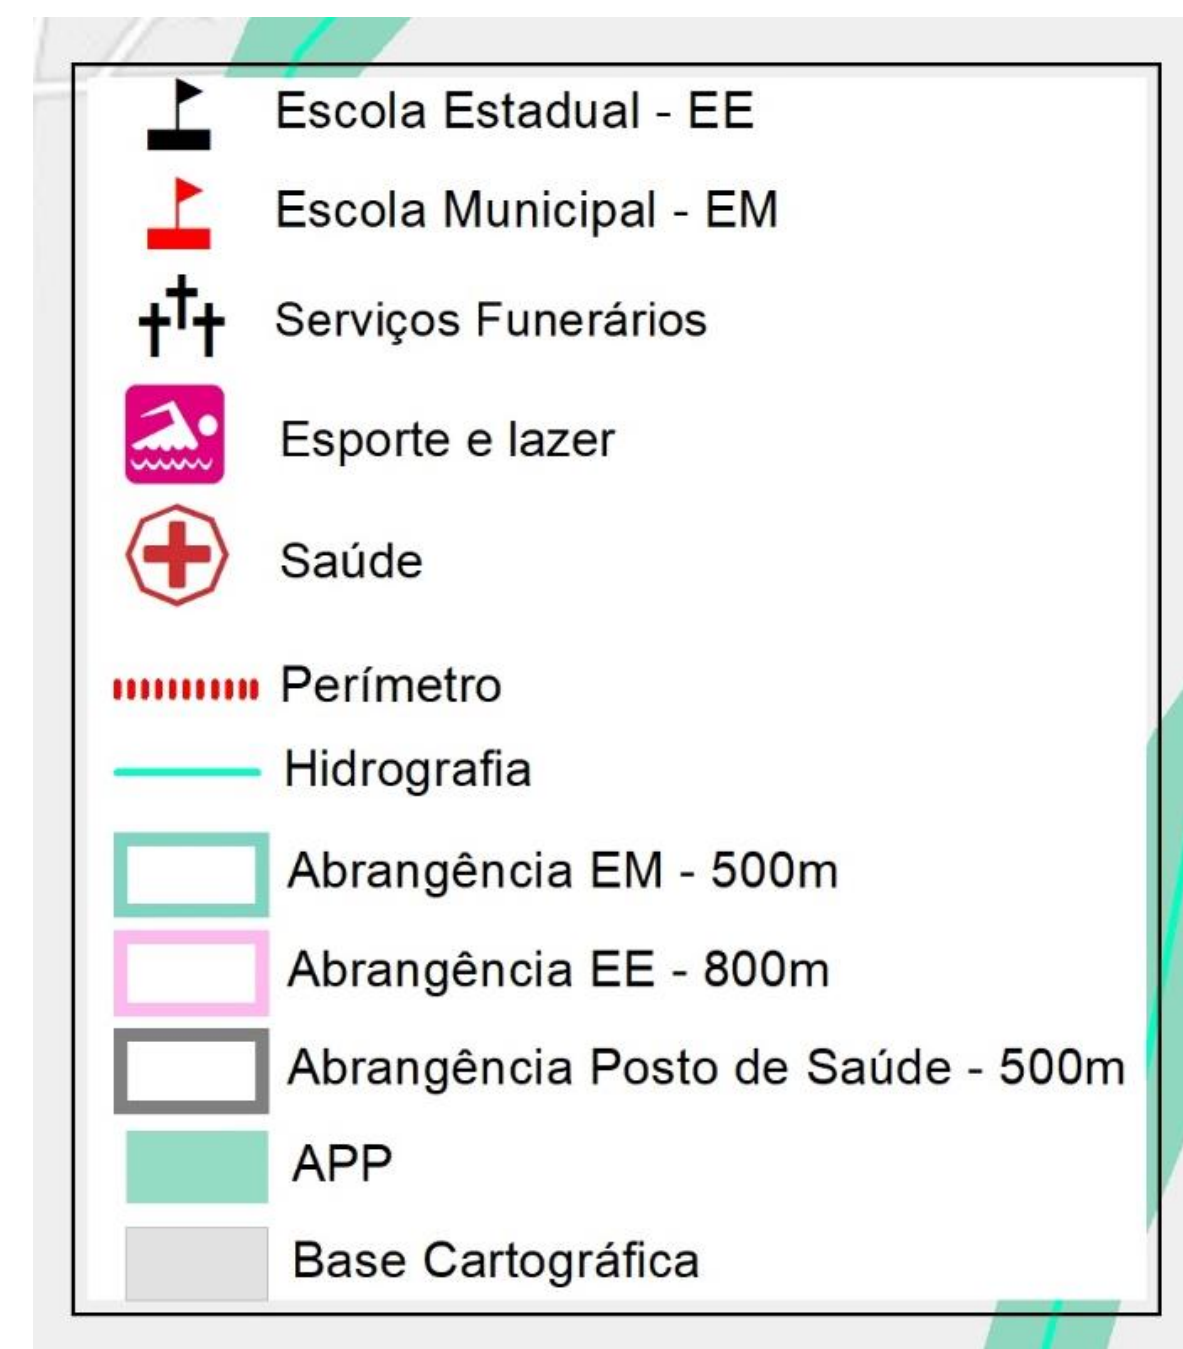 Escola Estadual - EE
Escola Municipal - EM
Serviços Funerários
Esporte e lazer
Saúde
Perímetro
Hidrografia
Abrangência EM - 500m
Abrangência EE - 800m
Abrangência Posto de Saúde - 500m
APP
Base Cartográfica